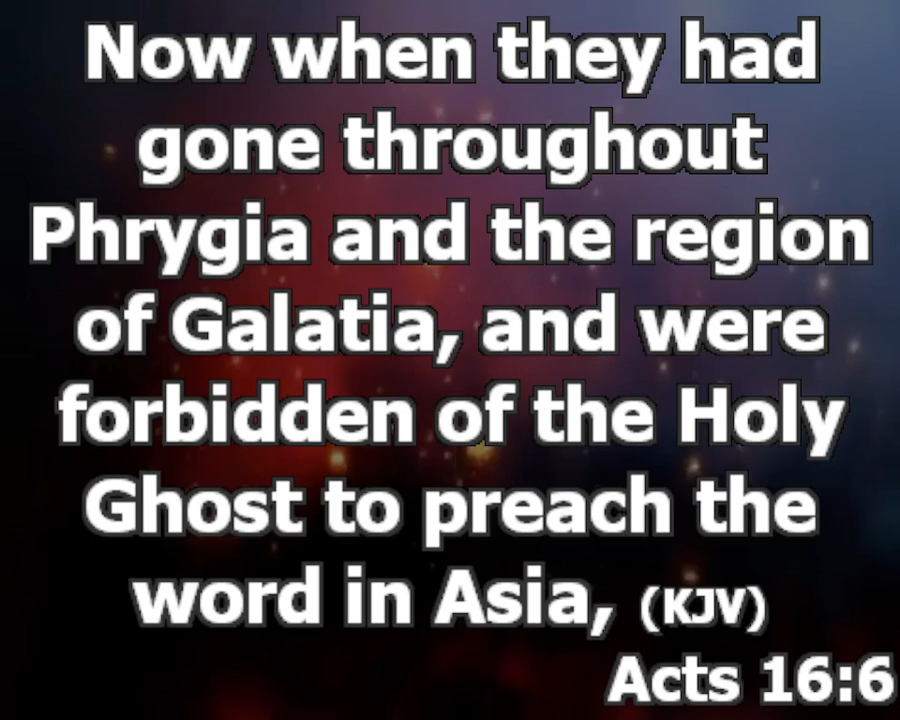 Now when they had
gone throughout
Phrygia and the region
of Galatia, and were
forbidden of the Holy
Ghost to preach the
word in Asia, (KJV)
Acts 16:6